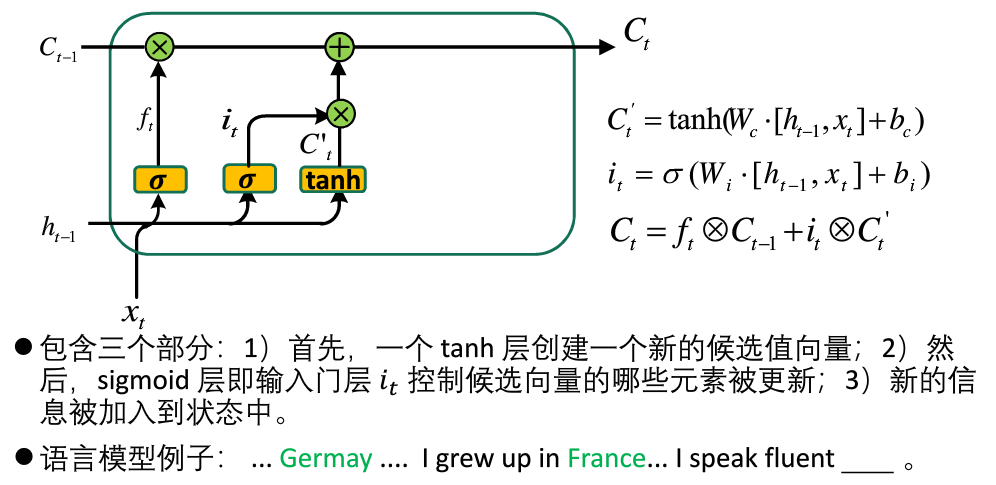 C_{t-1}
C_t
f_t
i_t
C'_t
σ
σ
tanh
h_{t-1}
x_t
C_t^' = tanh(W_c·[h_{t-1}, x_t]+b_c)
i_t = σ(W_i·[h_{t-1}, x_t]+b_i)
C_t = f_t⊗C_{t-1}+i_t⊗C_t^'
● 包含三个部分：1）首先，一个 tanh 层创建一个新的候选值向量；2）然
后，sigmoid 层即输入门层 i_t 控制候选向量的哪些元素被更新；3）新的信
息被加入到状态中。
● 语言模型例子： ... Germay .... I grew up in France... I speak fluent ____ 。